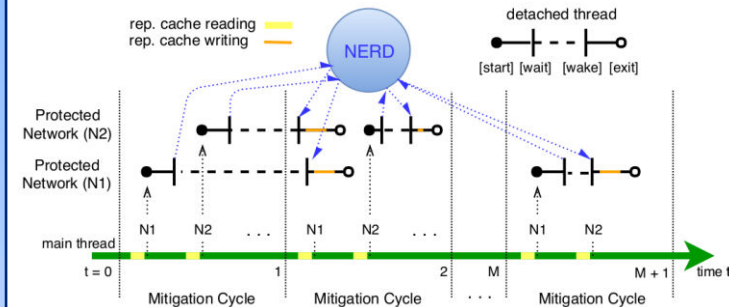 rep. cache reading
rep. cache writing
NERD
detached thread
[start] [wait] [wake] [exit]
Protected
Network (N2)
Protected
Network (N1)
N1 N2 . . . N1 N2 . . . N1 N2
main thread
t = 0 1 2 M M + 1 time t
Mitigation Cycle Mitigation Cycle . . . . Mitigation Cycle